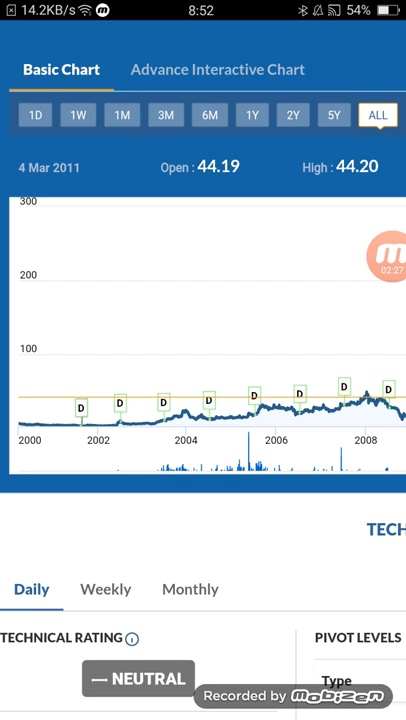 14.2KB/s 8:52 54%
Basic Chart Advance Interactive Chart
1D 1W 1M 3M 6M 1Y 2Y 5Y ALL
4 Mar 2011 Open : 44.19 High : 44.20
300
02:27
200
100
D D D D D D D D
2000 2002 2004 2006 2008
TECH
Daily Weekly Monthly
TECHNICAL RATING PIVOT LEVELS
NEUTRAL
Type
Recorded by mobizen